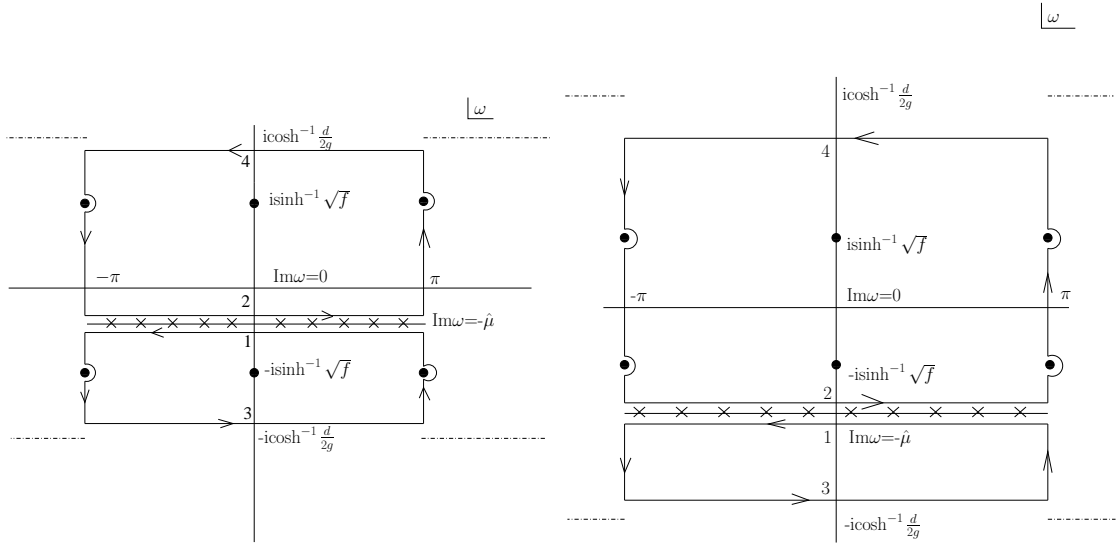 ω
icosh⁻¹ d/2g
4
isinh⁻¹ √f
−π
Imω=0
π
2
Imω=-μ̂
1
-isinh⁻¹ √f
3
-icosh⁻¹ d/2g
ω
icosh⁻¹ d/2g
4
isinh⁻¹ √f
-π
Imω=0
π
-isinh⁻¹ √f
2
1
Imω=-μ̂
3
-icosh⁻¹ d/2g